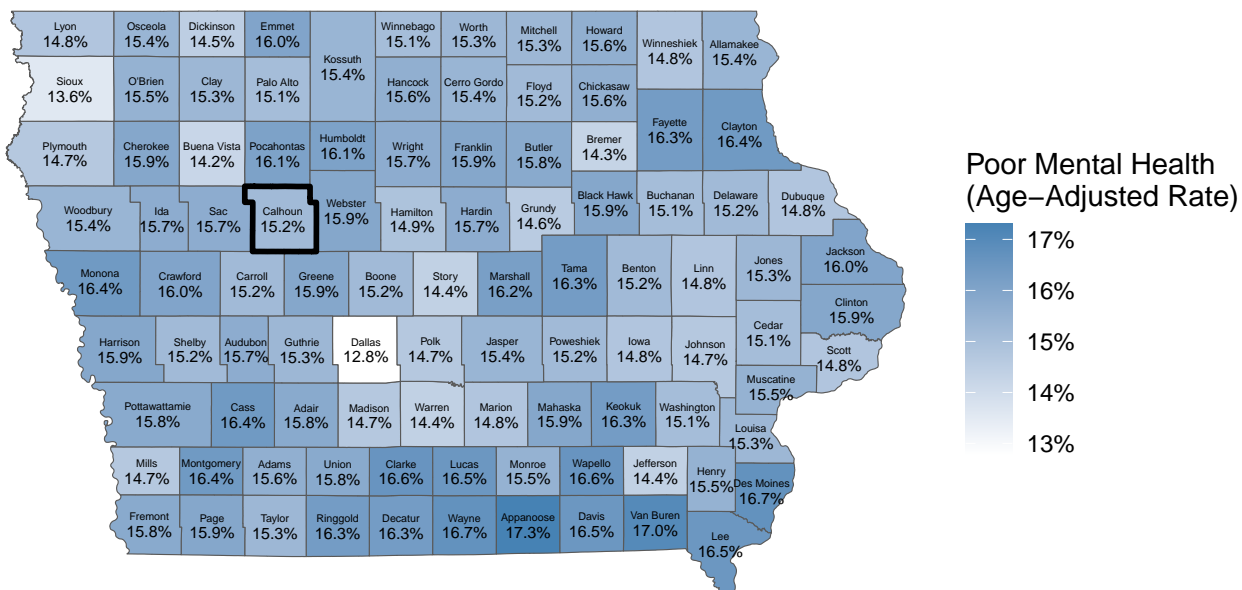 Lyon
14.8%
Osceola
15.4%
Dickinson
14.5%
Emmet
16.0%
Kossuth
15.4%
Winnebago
15.1%
Worth
15.3%
Mitchell
15.3%
Howard
15.6%
Winneshiek
14.8%
Allamakee
15.4%
Sioux
13.6%
O'Brien
15.5%
Clay
15.3%
Palo Alto
15.1%
Hancock
15.6%
Cerro Gordo
15.4%
Floyd
15.2%
Chickasaw
15.6%
Fayette
16.3%
Clayton
16.4%
Plymouth
14.7%
Cherokee
15.9%
Buena Vista
14.2%
Pocahontas
16.1%
Humboldt
16.1%
Wright
15.7%
Franklin
15.9%
Butler
15.8%
Bremer
14.3%
Woodbury
15.4%
Ida
15.7%
Sac
15.7%
Calhoun
15.2%
Webster
15.9%
Hamilton
14.9%
Hardin
15.7%
Grundy
14.6%
Black Hawk
15.9%
Buchanan
15.1%
Delaware
15.2%
Dubuque
14.8%
Monona
16.4%
Crawford
16.0%
Carroll
15.2%
Greene
15.9%
Boone
15.2%
Story
14.4%
Marshall
16.2%
Tama
16.3%
Benton
15.2%
Linn
14.8%
Jones
15.3%
Jackson
16.0%
Clinton
15.9%
Harrison
15.9%
Shelby
15.2%
Audubon
15.7%
Guthrie
15.3%
Dallas
12.8%
Polk
14.7%
Jasper
15.4%
Poweshiek
15.2%
Iowa
14.8%
Johnson
14.7%
Cedar
15.1%
Scott
14.8%
Muscatine
15.5%
Pottawattamie
15.8%
Cass
16.4%
Adair
15.8%
Madison
14.7%
Warren
14.4%
Marion
14.8%
Mahaska
15.9%
Keokuk
16.3%
Washington
15.1%
Louisa
15.3%
Mills
14.7%
Montgomery
16.4%
Adams
15.6%
Union
15.8%
Clarke
16.6%
Lucas
16.5%
Monroe
15.5%
Wapello
16.6%
Jefferson
14.4%
Henry
15.5%
Des Moines
16.7%
Fremont
15.8%
Page
15.9%
Taylor
15.3%
Ringgold
16.3%
Decatur
16.3%
Wayne
16.7%
Appanoose
17.3%
Davis
16.5%
Van Buren
17.0%
Lee
16.5%
Poor Mental Health
(Age−Adjusted Rate)
17%
16%
15%
14%
13%